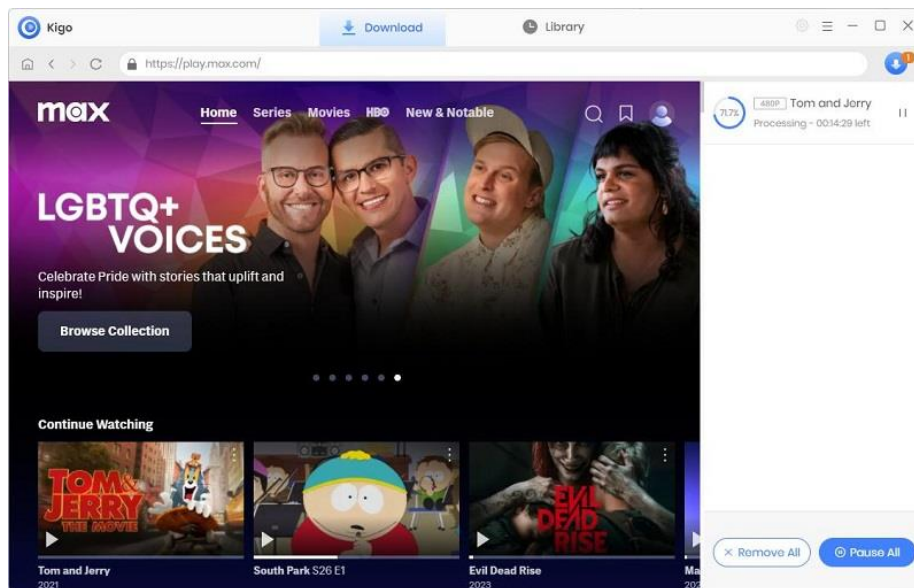 Kigo
Download
Library
https://play.max.com/
1
max
Home Series Movies HBO New & Notable
71.7%
480P Tom and Jerry
Processing - 00:14:29 left
LGBTQ+
VOICES
Celebrate Pride with stories that uplift and
inspire!
Browse Collection
Continue Watching
TOM &
JERRY
THE MOVIE
EVIL
DEAD
RISE
Tom and Jerry
2021
South Park S26 E1
Evil Dead Rise
2023
Ma
202
Remove All
Pause All